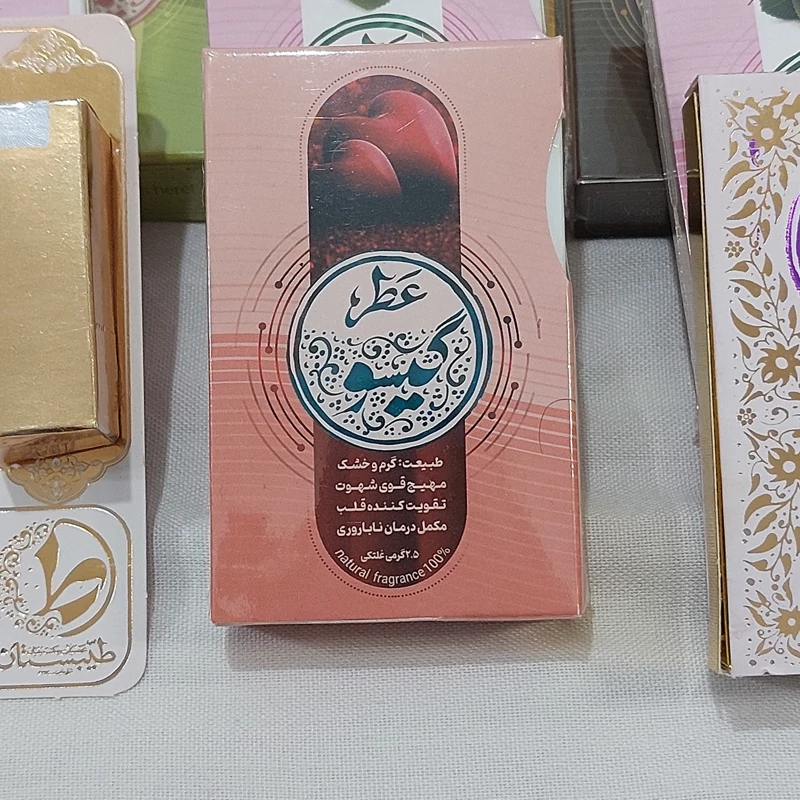 عطر
گیسو
طبیعت: گرم و خشک
مهیج قوی شهوت
تقویت کننده قلب
مکمل درمان ناباروری
۲.۵ گرمی غلتکی
natural fragrance 100%
طبیبستان